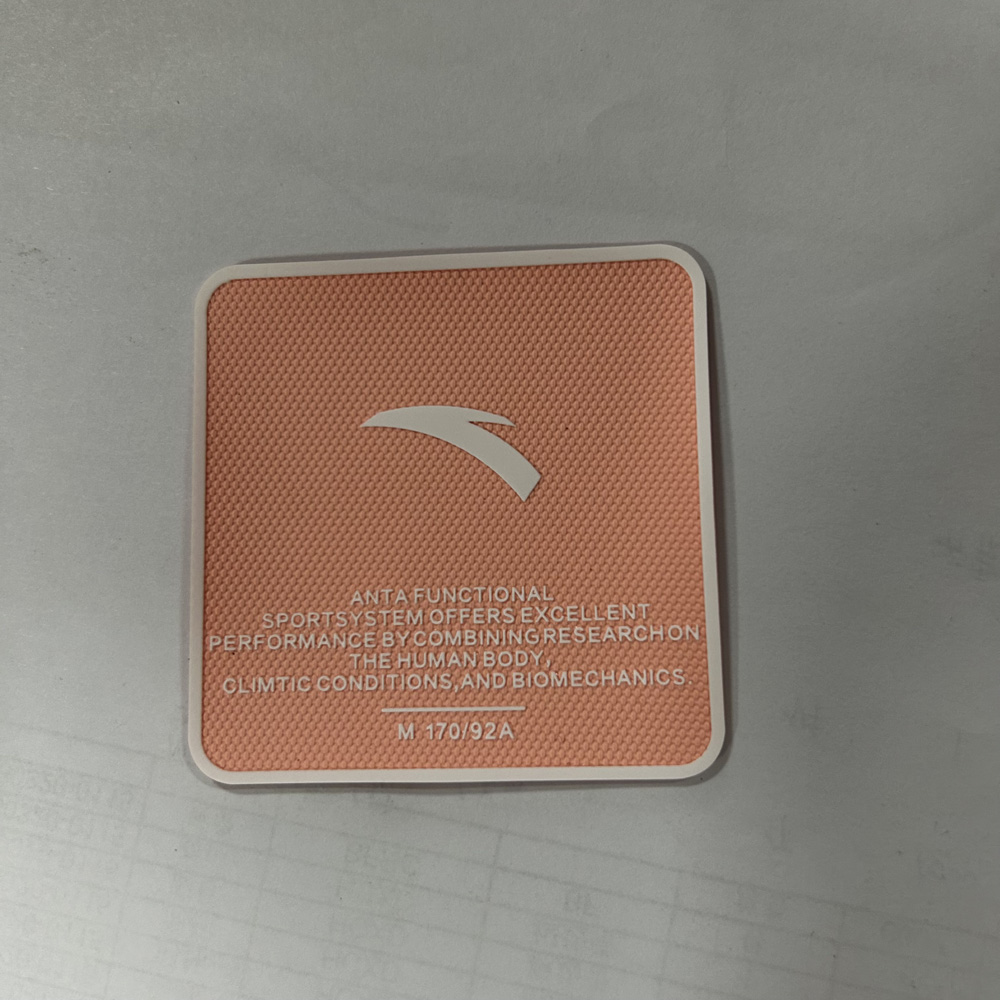 ANTA FUNCTIONAL
SPORTSYSTEM OFFERS EXCELLENT
PERFORMANCE BY COMBINING RESEARCH ON
THE HUMAN BODY,
CLIMTIC CONDITIONS, AND BIOMECHANICS.
M 170/92A